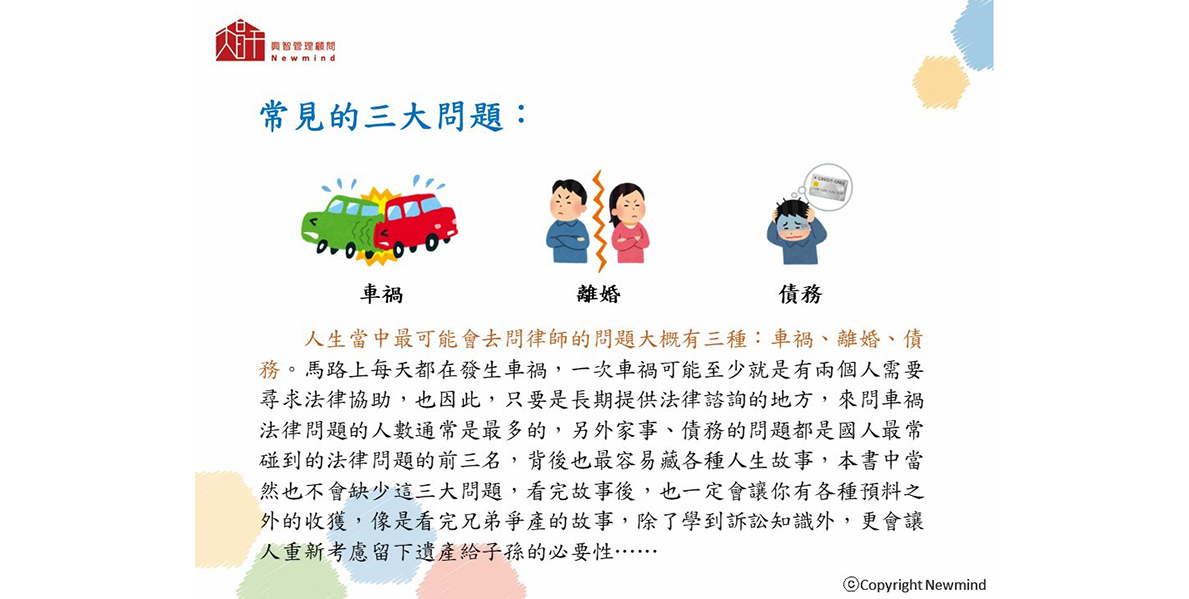 興智管理顧問
Newmind
常見的三大問題：
CREDIT CARD
車禍
離婚
債務
人生當中最可能會去問律師的問題大概有三種：車禍、離婚、債
務。馬路上每天都在發生車禍，一次車禍可能至少就是有兩個人需要
尋求法律協助，也因此，只要是長期提供法律諮詢的地方，來問車禍
法律問題的人數通常是最多的，另外家事、債務的問題都是國人最常
碰到的法律問題的前三名，背後也最容易藏各種人生故事，本書中當
然也不會缺少這三大問題，看完故事後，也一定會讓你有各種預料之
外的收獲，像是看完兄弟爭產的故事，除了學到訴訟知識外，更會讓
人重新考慮留下遺產給子孫的必要性……
ⓒCopyright Newmind